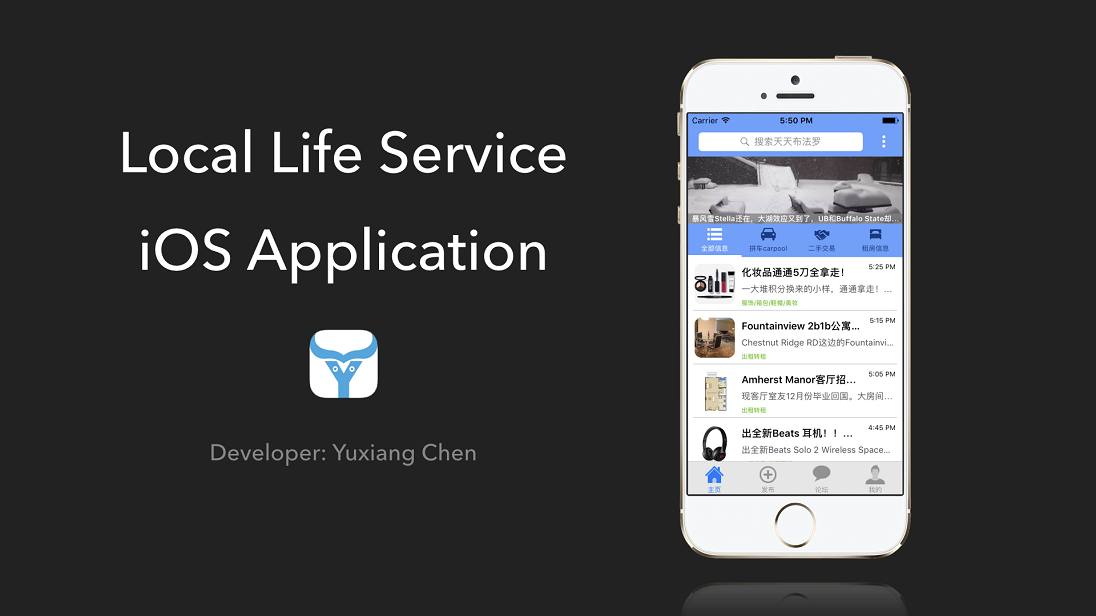 Local Life Service
iOS Application
Developer: Yuxiang Chen
Carrier 5:50 PM
搜索天天布法罗
暴风雪Stella还在，大湖效应又到了，UB和Buffalo State却...
全部信息 拼车carpool 二手交易 租房信息
化妆品通通5刀全拿走！ 5:25 PM
一大堆积分换来的小样，通通拿走！...
服饰/箱包/鞋帽/美妆
Fountainview 2b1b公寓... 5:15 PM
Chestnut Ridge RD这边的Fountainvi...
出租转租
Amherst Manor客厅招... 5:05 PM
现客厅室友12月份毕业回国。大房间...
出租转租
出全新Beats 耳机！！... 4:45 PM
出全新Beats Solo 2 Wireless Space...
主页 发布 论坛 我的